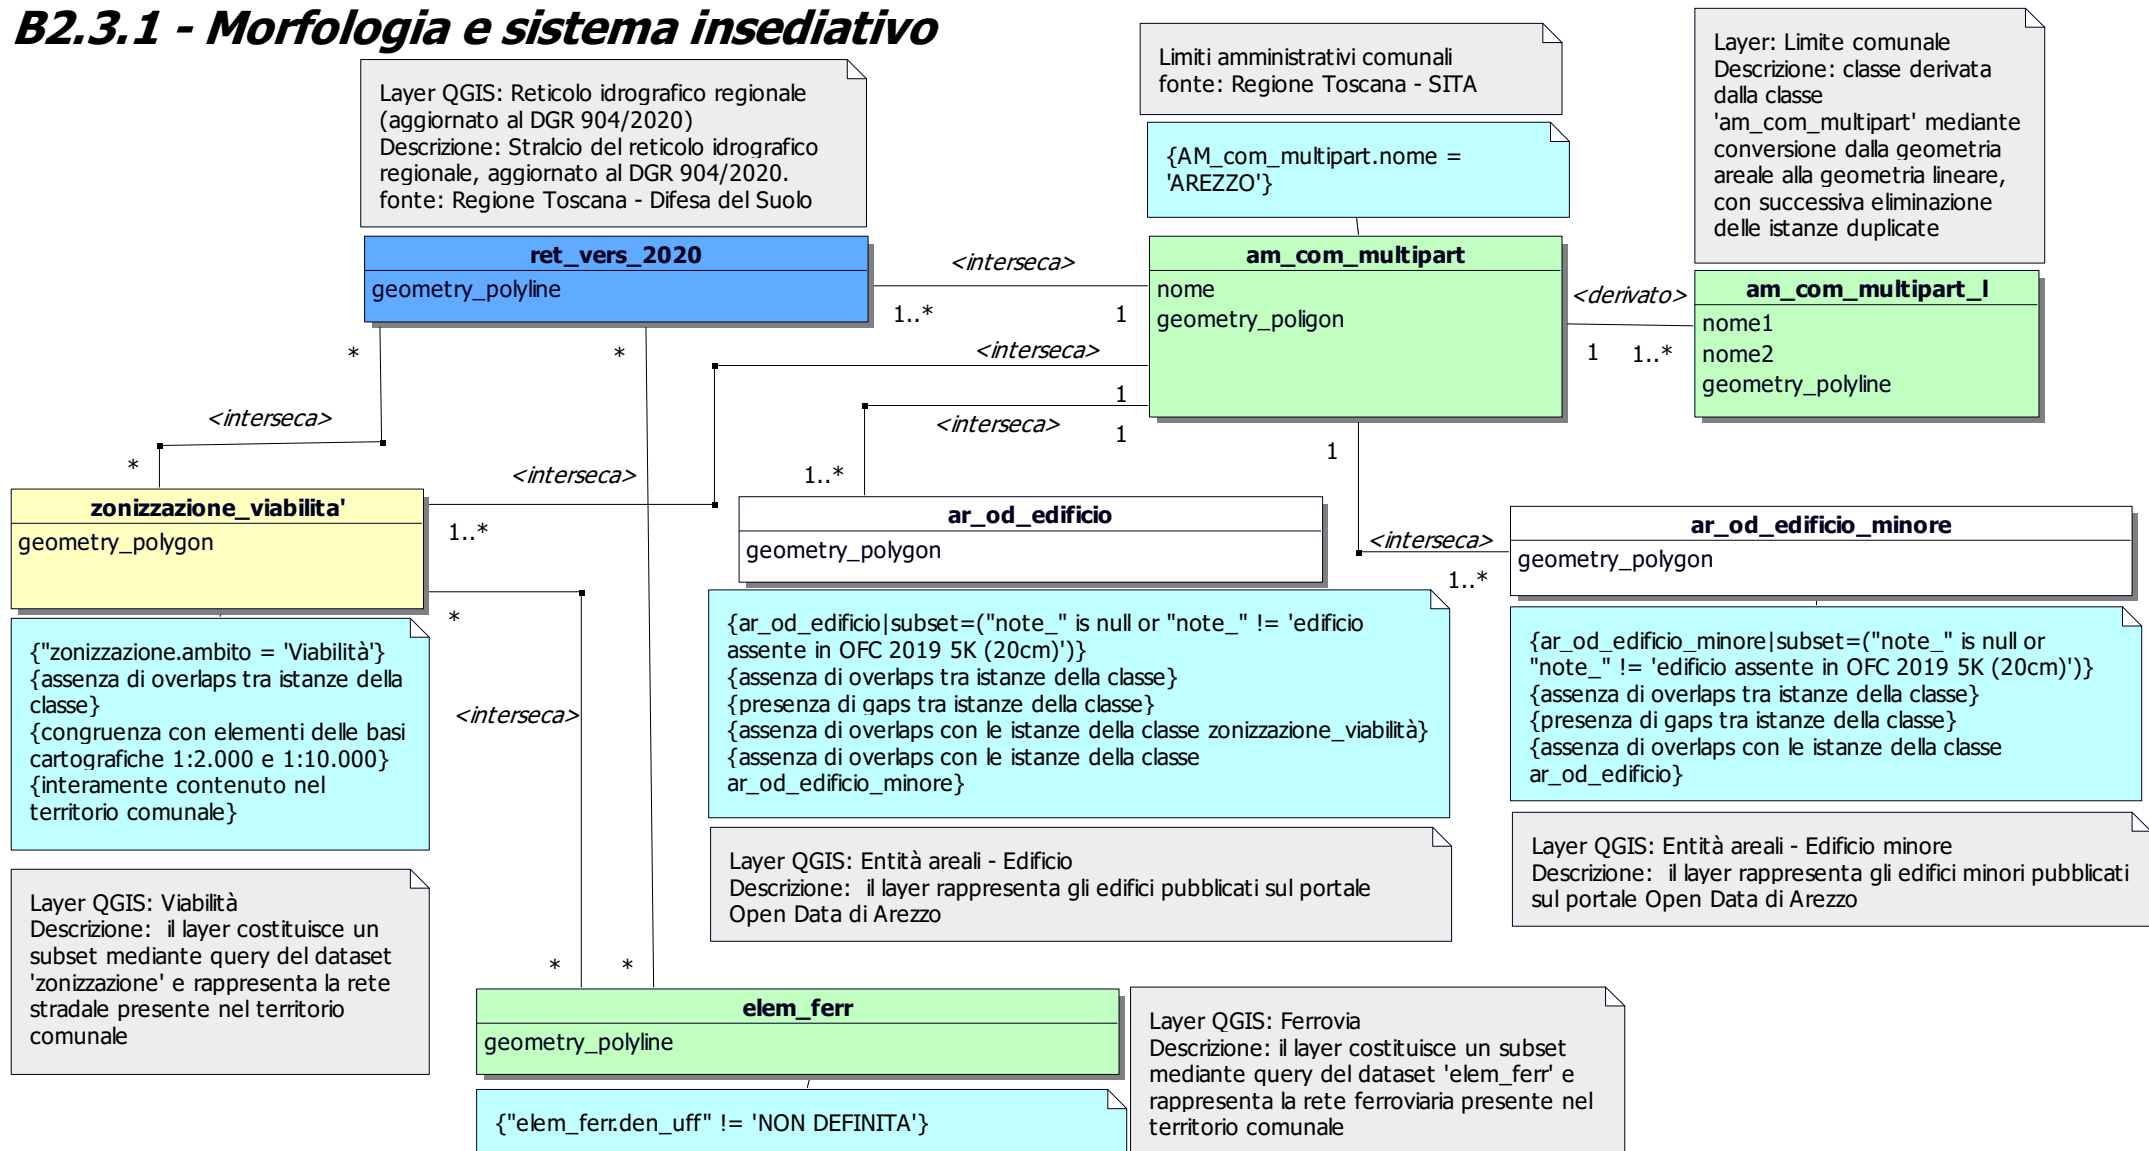 B2.3.1 - Morfologia e sistema insediativo
Layer QGIS: Reticolo idrografico regionale
(aggiornato al DGR 904/2020)
Descrizione: Stralcio del reticolo idrografico
regionale, aggiornato al DGR 904/2020.
fonte: Regione Toscana - Difesa del Suolo
Limiti amministrativi comunali
fonte: Regione Toscana - SITA
{AM_com_multipart.nome =
'AREZZO'}
Layer: Limite comunale
Descrizione: classe derivata
dalla classe
'am_com_multipart' mediante
conversione dalla geometria
areale alla geometria lineare,
con successiva eliminazione
delle istanze duplicate
ret_vers_2020
geometry_polyline
<interseca>
1..*
1
am_com_multipart
nome
geometry_poligon
<derivato>
1
1..*
am_com_multipart_l
nome1
nome2
geometry_polyline
*
*
<interseca>
1
<interseca>
*
<interseca>
1
<interseca>
1..*
1
zonizzazione_viabilita'
geometry_polygon
1..*
*
ar_od_edificio
geometry_polygon
<interseca>
1..*
ar_od_edificio_minore
geometry_polygon
{"zonizzazione.ambito = 'Viabilità'}
{assenza di overlaps tra istanze della
classe}
{congruenza con elementi delle basi
cartografiche 1:2.000 e 1:10.000}
{interamente contenuto nel
territorio comunale}
<interseca>
{ar_od_edificio|subset=("note_" is null or "note_" != 'edificio
assente in OFC 2019 5K (20cm)')}
{assenza di overlaps tra istanze della classe}
{presenza di gaps tra istanze della classe}
{assenza di overlaps con le istanze della classe zonizzazione_viabilità}
{assenza di overlaps con le istanze della classe
ar_od_edificio_minore}
{ar_od_edificio_minore|subset=("note_" is null or
"note_" != 'edificio assente in OFC 2019 5K (20cm)')}
{assenza di overlaps tra istanze della classe}
{presenza di gaps tra istanze della classe}
{assenza di overlaps con le istanze della classe
ar_od_edificio}
Layer QGIS: Viabilità
Descrizione:  il layer costituisce un
subset mediante query del dataset
'zonizzazione' e rappresenta la rete
stradale presente nel territorio
comunale
Layer QGIS: Entità areali - Edificio
Descrizione:  il layer rappresenta gli edifici pubblicati sul portale
Open Data di Arezzo
Layer QGIS: Entità areali - Edificio minore
Descrizione:  il layer rappresenta gli edifici minori pubblicati
sul portale Open Data di Arezzo
*
*
elem_ferr
geometry_polyline
{"elem_ferr.den_uff" != 'NON DEFINITA'}
Layer QGIS: Ferrovia
Descrizione: il layer costituisce un subset
mediante query del dataset 'elem_ferr' e
rappresenta la rete ferroviaria presente nel
territorio comunale